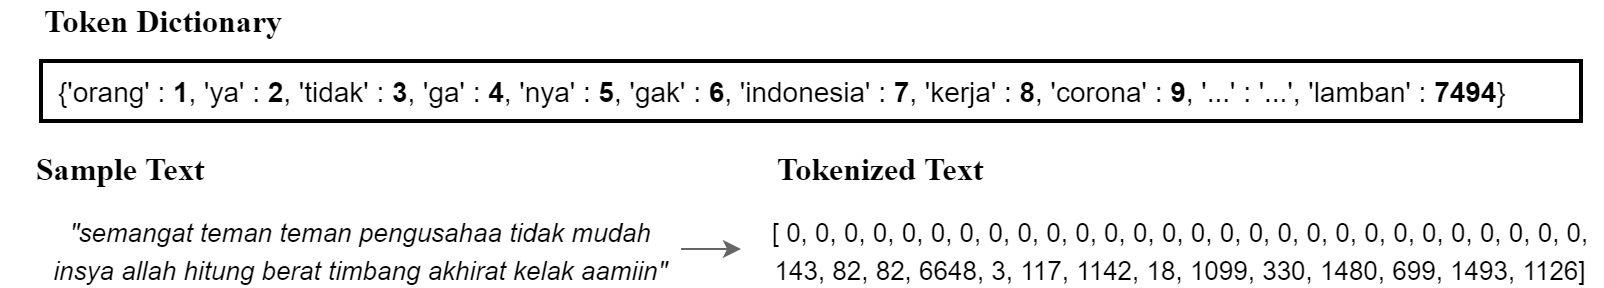 Token Dictionary
{'orang' : 1, 'ya' : 2, 'tidak' : 3, 'ga' : 4, 'nya' : 5, 'gak' : 6, 'indonesia' : 7, 'kerja' : 8, 'corona' : 9, '...' : '...', 'lamban' : 7494}
Sample Text
"semangat teman teman pengusahaa tidak mudah
insya allah hitung berat timbang akhirat kelak aamiin"
Tokenized Text
[ 0, 0, 0, 0, 0, 0, 0, 0, 0, 0, 0, 0, 0, 0, 0, 0, 0, 0, 0, 0, 0, 0, 0, 0, 0, 0, 0, 0,
143, 82, 82, 6648, 3, 117, 1142, 18, 1099, 330, 1480, 699, 1493, 1126]